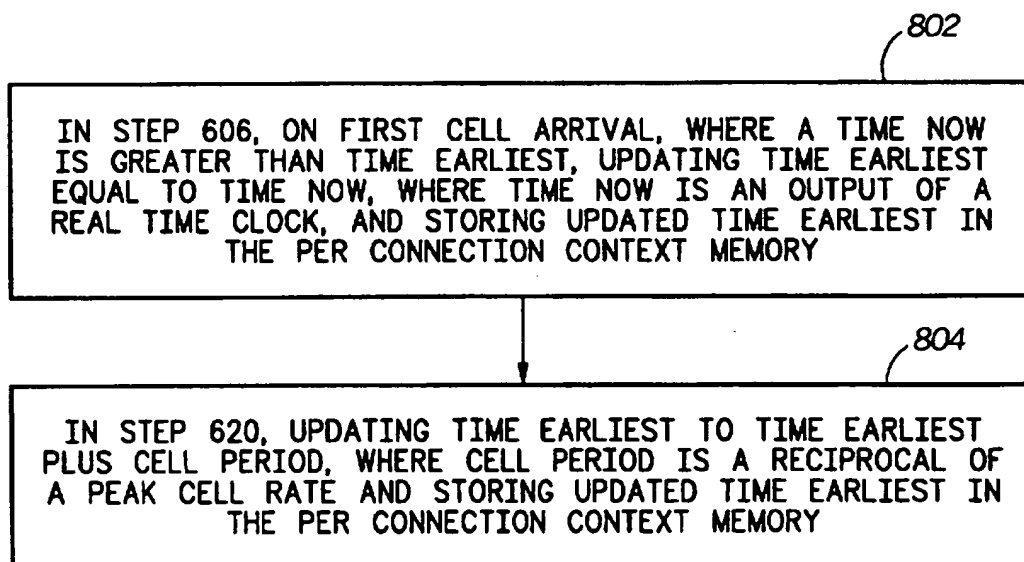 802
IN STEP 606, ON FIRST CELL ARRIVAL, WHERE A TIME NOW
IS GREATER THAN TIME EARLIEST, UPDATING TIME EARLIEST
EQUAL TO TIME NOW, WHERE TIME NOW IS AN OUTPUT OF A
REAL TIME CLOCK, AND STORING UPDATED TIME EARLIEST IN
THE PER CONNECTION CONTEXT MEMORY
804
IN STEP 620, UPDATING TIME EARLIEST TO TIME EARLIEST
PLUS CELL PERIOD, WHERE CELL PERIOD IS A RECIPROCAL OF
A PEAK CELL RATE AND STORING UPDATED TIME EARLIEST IN
THE PER CONNECTION CONTEXT MEMORY